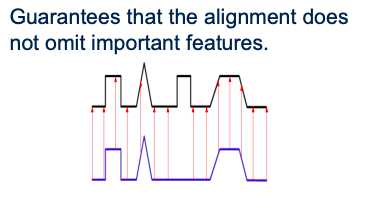 Guarantees that the alignment does
not omit important features.